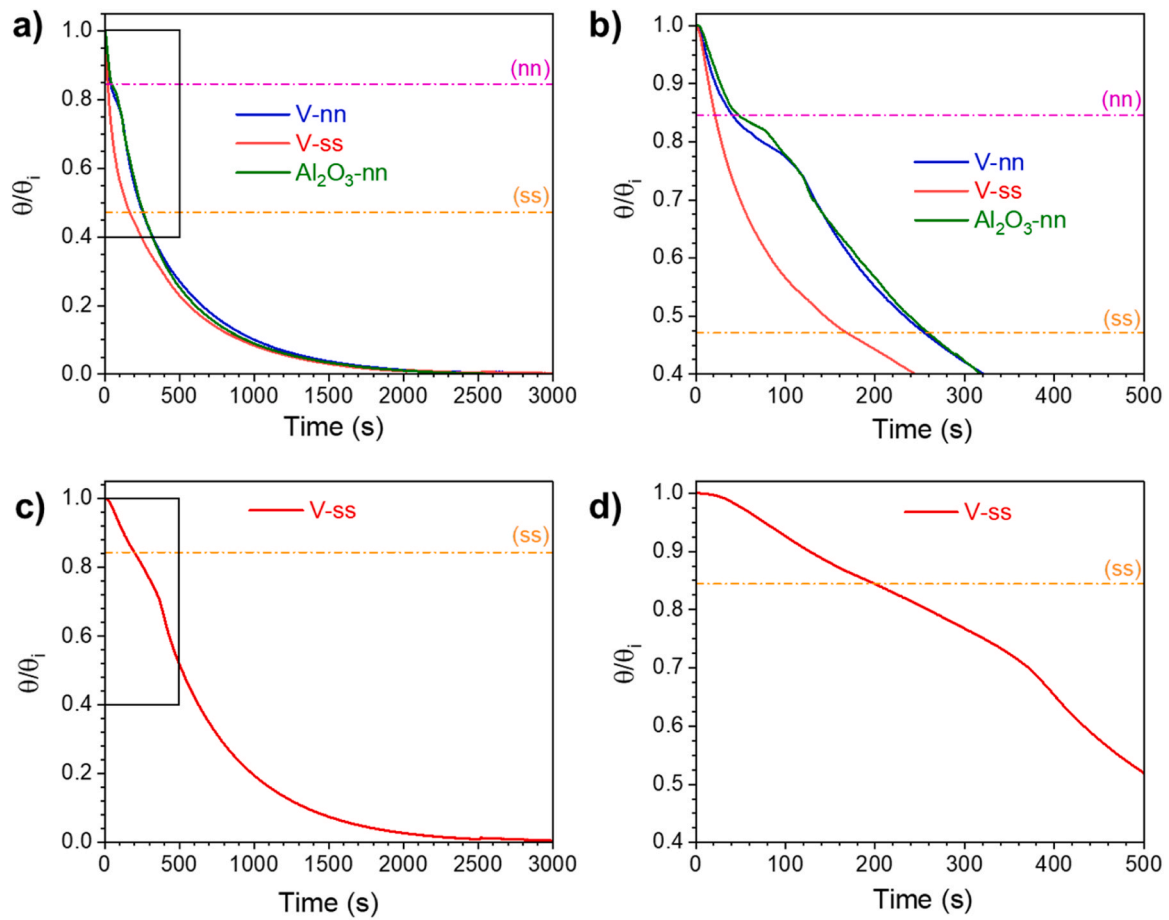 a)
θ/θi
1.0
0.8
0.6
0.4
0.2
0.0
(nn)
V-nn
V-ss
Al2O3-nn
(ss)
0 500 1000 1500 2000 2500 3000
Time (s)
b)
θ/θi
1.0
0.9
0.8
0.7
0.6
0.5
0.4
(nn)
V-nn
V-ss
Al2O3-nn
(ss)
0 100 200 300 400 500
Time (s)
c)
θ/θi
1.0
0.8
0.6
0.4
0.2
0.0
V-ss
(ss)
0 500 1000 1500 2000 2500 3000
Time (s)
d)
θ/θi
1.0
0.9
0.8
0.7
0.6
0.5
0.4
V-ss
(ss)
0 100 200 300 400 500
Time (s)